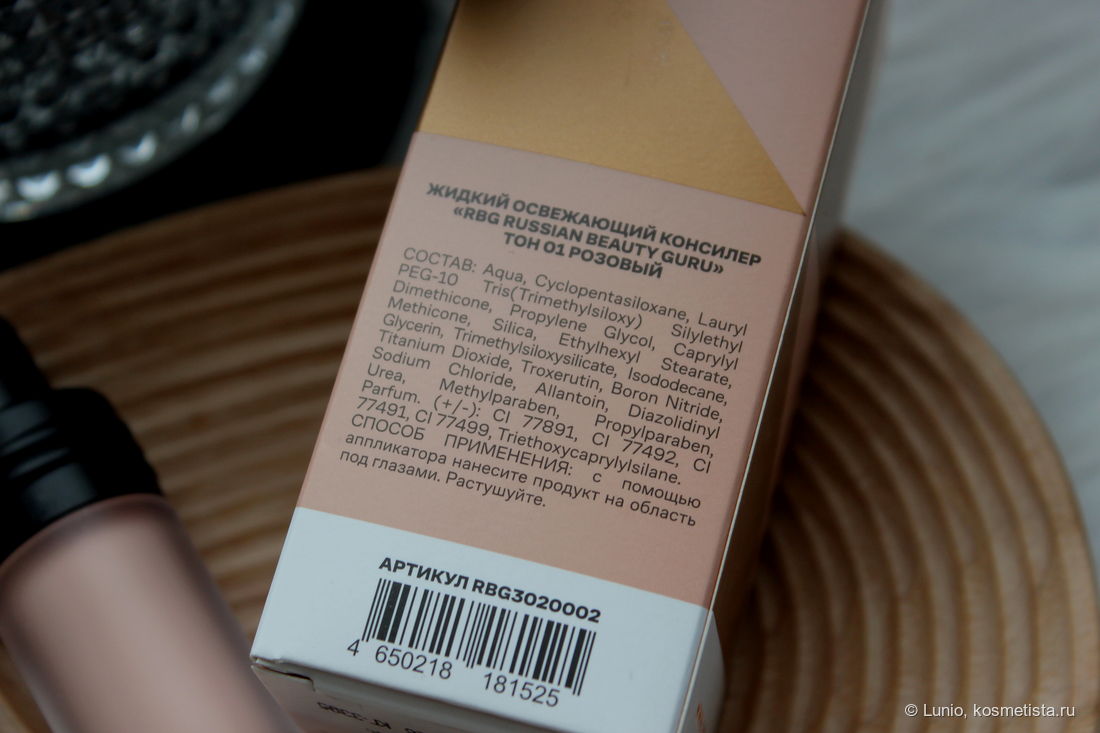 ЖИДКИЙ ОСВЕЖАЮЩИЙ КОНСИЛЕР
«RBG RUSSIAN BEAUTY GURU»
ТОН 01 РОЗОВЫЙ
СОСТАВ: Aqua, Cyclopentasiloxane, Lauryl
PEG-10 Tris(Trimethylsiloxy) Silylethyl
Dimethicone, Propylene Glycol, Caprylyl
Methicone, Silica, Ethylhexyl Stearate,
Glycerin, Trimethylsiloxysilicate, Isododecane,
Titanium Dioxide, Troxerutin, Boron Nitride,
Sodium Chloride, Allantoin, Diazolidinyl
Urea, Methylparaben, Propylparaben,
Parfum. (+/-): CI 77891, CI 77492, CI
77491, CI 77499, Triethoxycaprylylsilane.
СПОСОБ ПРИМЕНЕНИЯ: с помощью
аппликатора нанесите продукт на область
под глазами. Растушуйте.
АРТИКУЛ RBG3020002
4 650218 181525
© Lunio, kosmetista.ru